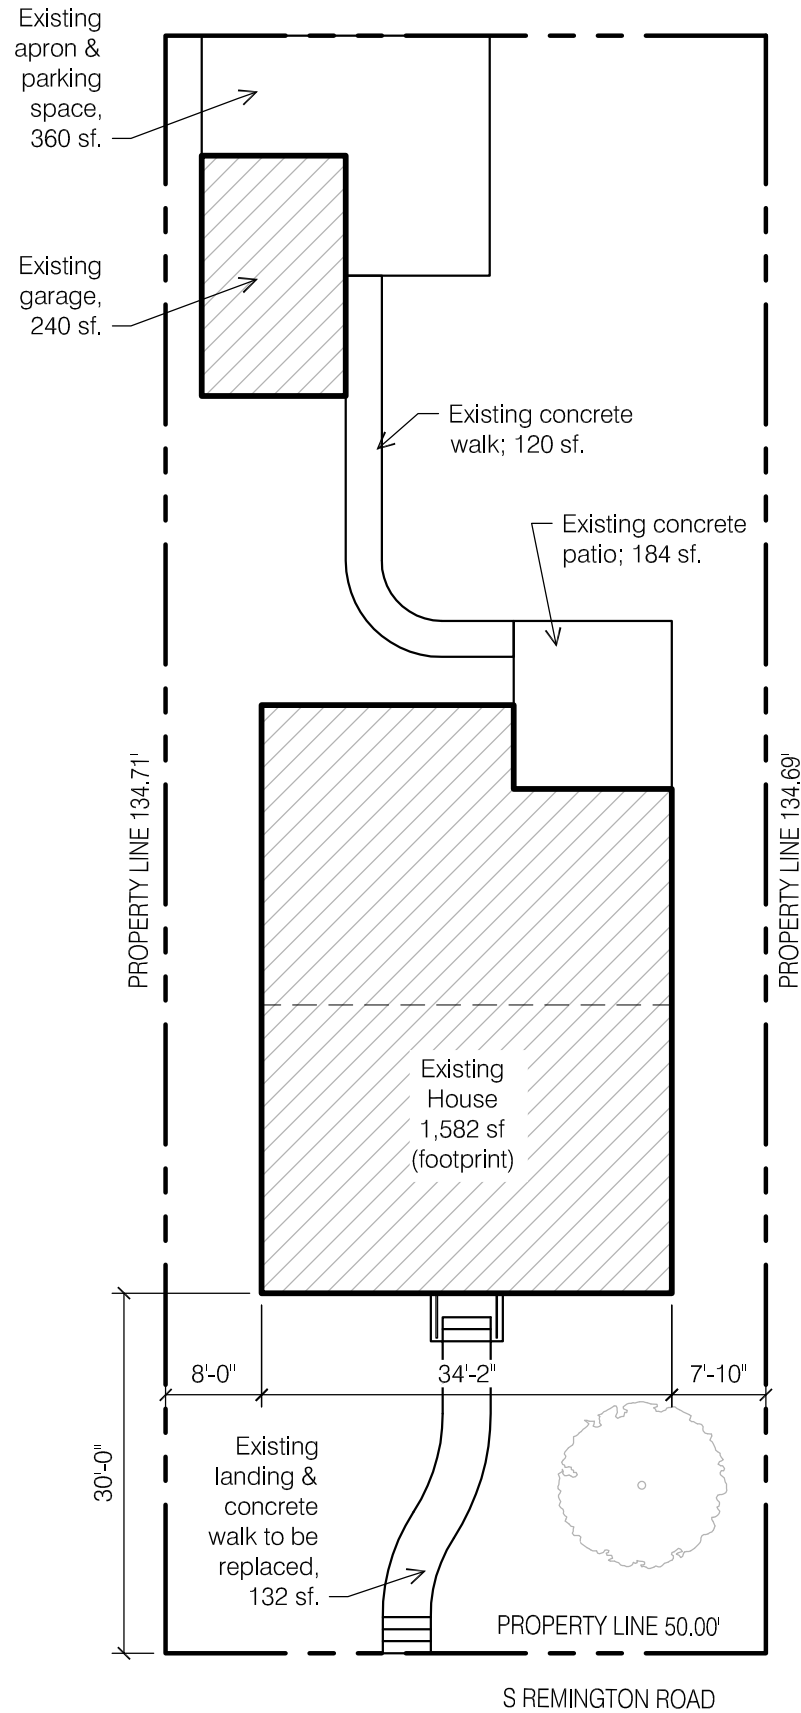 Existing
apron &
parking
space,
360 sf.
Existing
garage,
240 sf.
Existing concrete
walk; 120 sf.
Existing concrete
patio; 184 sf.
PROPERTY LINE 134.71'
PROPERTY LINE 134.69'
Existing
House
1,582 sf
(footprint)
8'-0"
34'-2"
7'-10"
30'-0"
Existing
landing &
concrete
walk to be
replaced,
132 sf.
PROPERTY LINE 50.00'
S REMINGTON ROAD